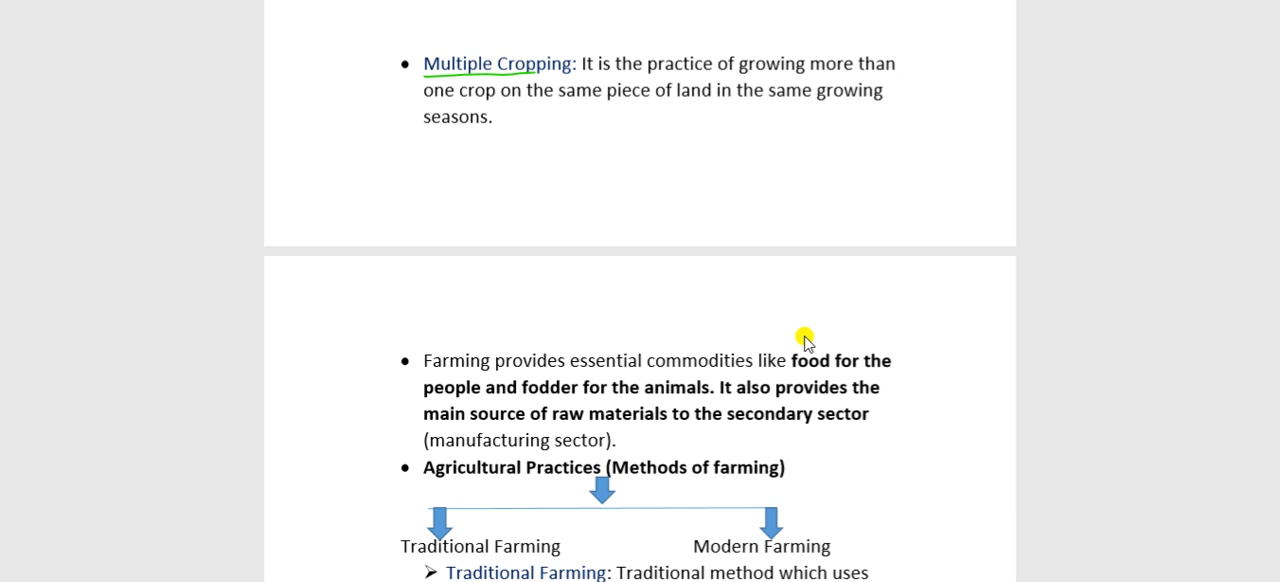 • Multiple Cropping: It is the practice of growing more than
one crop on the same piece of land in the same growing
seasons.
• Farming provides essential commodities like food for the
people and fodder for the animals. It also provides the
main source of raw materials to the secondary sector
(manufacturing sector).
• Agricultural Practices (Methods of farming)
Traditional Farming Modern Farming
➢ Traditional Farming: Traditional method which uses